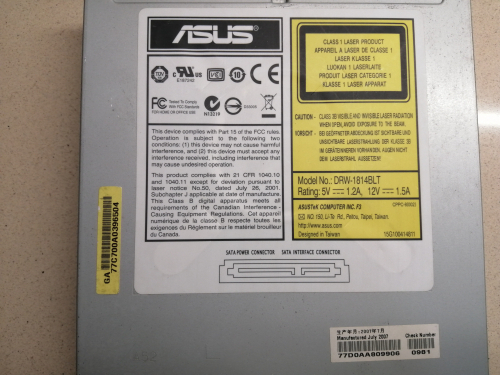 ASUS
E187042
N13219
Tested To Comply
With FCC Standards
FOR HOME OR OFFICE USE
This device complies with Part 15 of the FCC rules.
Operation is subject to the following two
conditions: (1) this device may not cause harmful
interference, and (2) this device must accept any
interference received, including interference that
may cause undesired operation.
This product complies with 21 CFR 1040.10
and 1040.11 except for deviation pursuant to
laser notice No.50, dated July 26, 2001.
Subchapter J applicable at date of manufacture.
This Class B digital apparatus meets all
requirements of the Canadian Interference -
Causing Equipment Regulations. Cet appareil
numérique de la classe B respecte toutes les
exigences du Règlement sur le matériel brouilleur
du Canada.
CLASS 1 LASER PRODUCT
APPAREIL A LASER DE CLASSE 1
LASER KLASSE 1
LUOKAN 1 LASERLAITE
PRODUIT LASER CATEGORIE 1
KLASSE 1 LASER APPARAT
CAUTION - CLASS 3B VISIBLE AND INVISIBLE LASER RADIATION
WHEN OPEN, AVOID EXPOSURE TO THE BEAM.
VORSICHT - BEI GEÖFFNETER ABDECKUNG IST SICHTBARE UND
UNSICHTBARE LASERSTRAHLUNG DER KLASSE 3B
IM GERÄTEINNEREN VORHANDEN. AUGEN NICHT
DEM LASERSTRAHL AUSSETZEN.
Model No.: DRW-1814BLT
Rating: 5V 1.2A, 12V 1.5A
ASUSTeK COMPUTER INC.
NO. 150, Li-Te Rd., Peitou, Taipei, Taiwan.
http://www.asus.com
Designed in Taiwan 15G106414811
SATA POWER CONNECTOR SATA INTERFACE CONNECTOR
GA 77C700A0396504
Manufactured July 2007 Check Number
77D0AA809906 0981